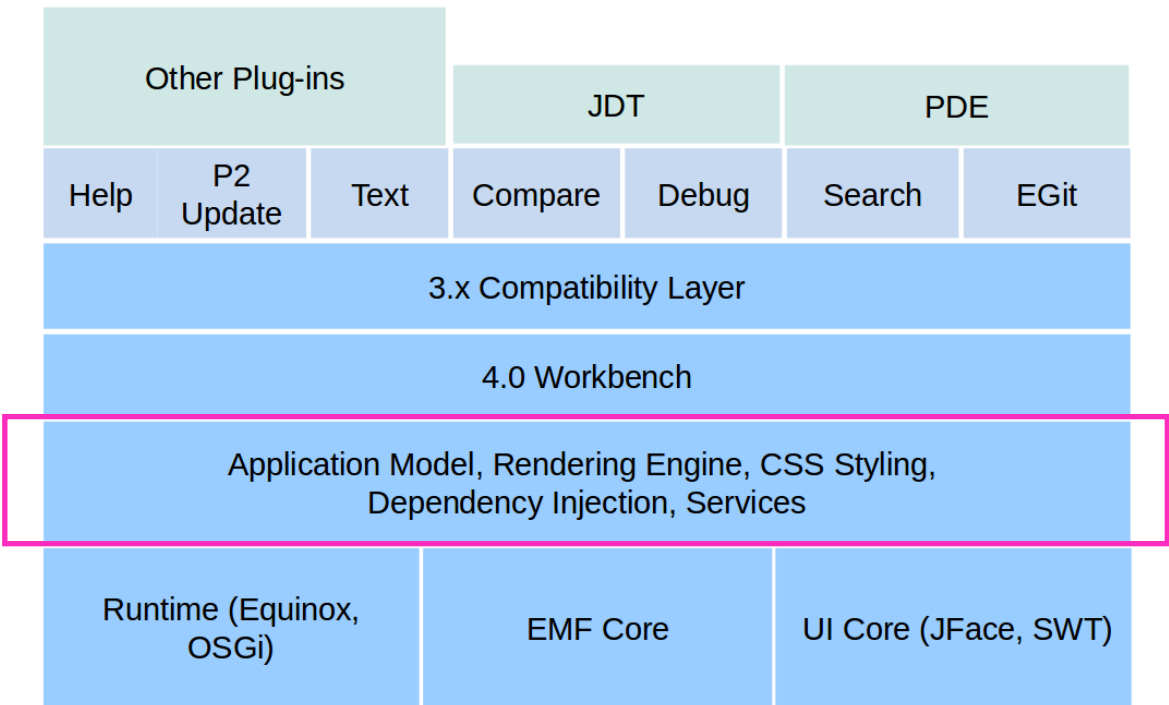 Other Plug-ins
JDT
PDE
Help
P2
Update
Text
Compare
Debug
Search
EGit
3.x Compatibility Layer
4.0 Workbench
Application Model, Rendering Engine, CSS Styling,
Dependency Injection, Services
Runtime (Equinox,
OSGi)
EMF Core
UI Core (JFace, SWT)